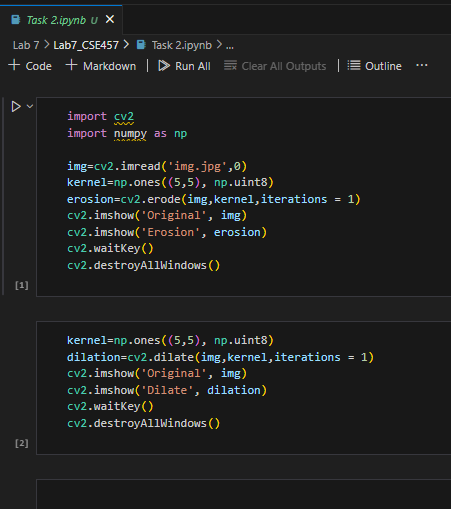 Task 2.ipynb U ×
Lab 7 > Lab7_CSE457 > Task 2.ipynb > ...
+ Code + Markdown | Run All Clear All Outputs | Outline ...
import cv2
import numpy as np
img=cv2.imread('img.jpg',0)
kernel=np.ones((5,5), np.uint8)
erosion=cv2.erode(img,kernel,iterations = 1)
cv2.imshow('Original', img)
cv2.imshow('Erosion', erosion)
cv2.waitKey()
cv2.destroyAllWindows()
[1]
kernel=np.ones((5,5), np.uint8)
dilation=cv2.dilate(img,kernel,iterations = 1)
cv2.imshow('Original', img)
cv2.imshow('Dilate', dilation)
cv2.waitKey()
cv2.destroyAllWindows()
[2]